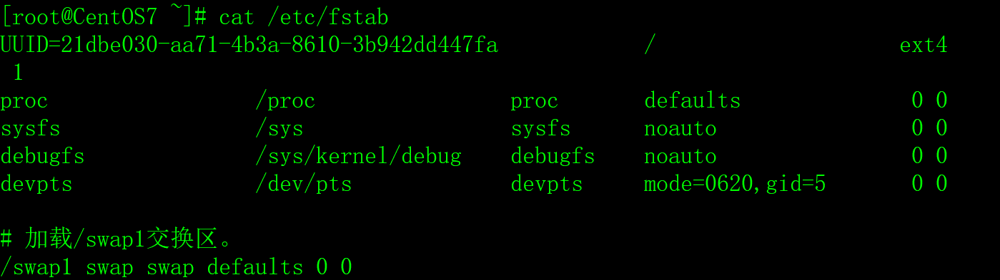 [root@CentOS7 ~]# cat /etc/fstab
UUID=21dbe030-aa71-4b3a-8610-3b942dd447fa / ext4
1
proc /proc proc defaults 0 0
sysfs /sys sysfs noauto 0 0
debugfs /sys/kernel/debug debugfs noauto 0 0
devpts /dev/pts devpts mode=0620,gid=5 0 0
# 加载/swap1交换区。
/swap1 swap swap defaults 0 0